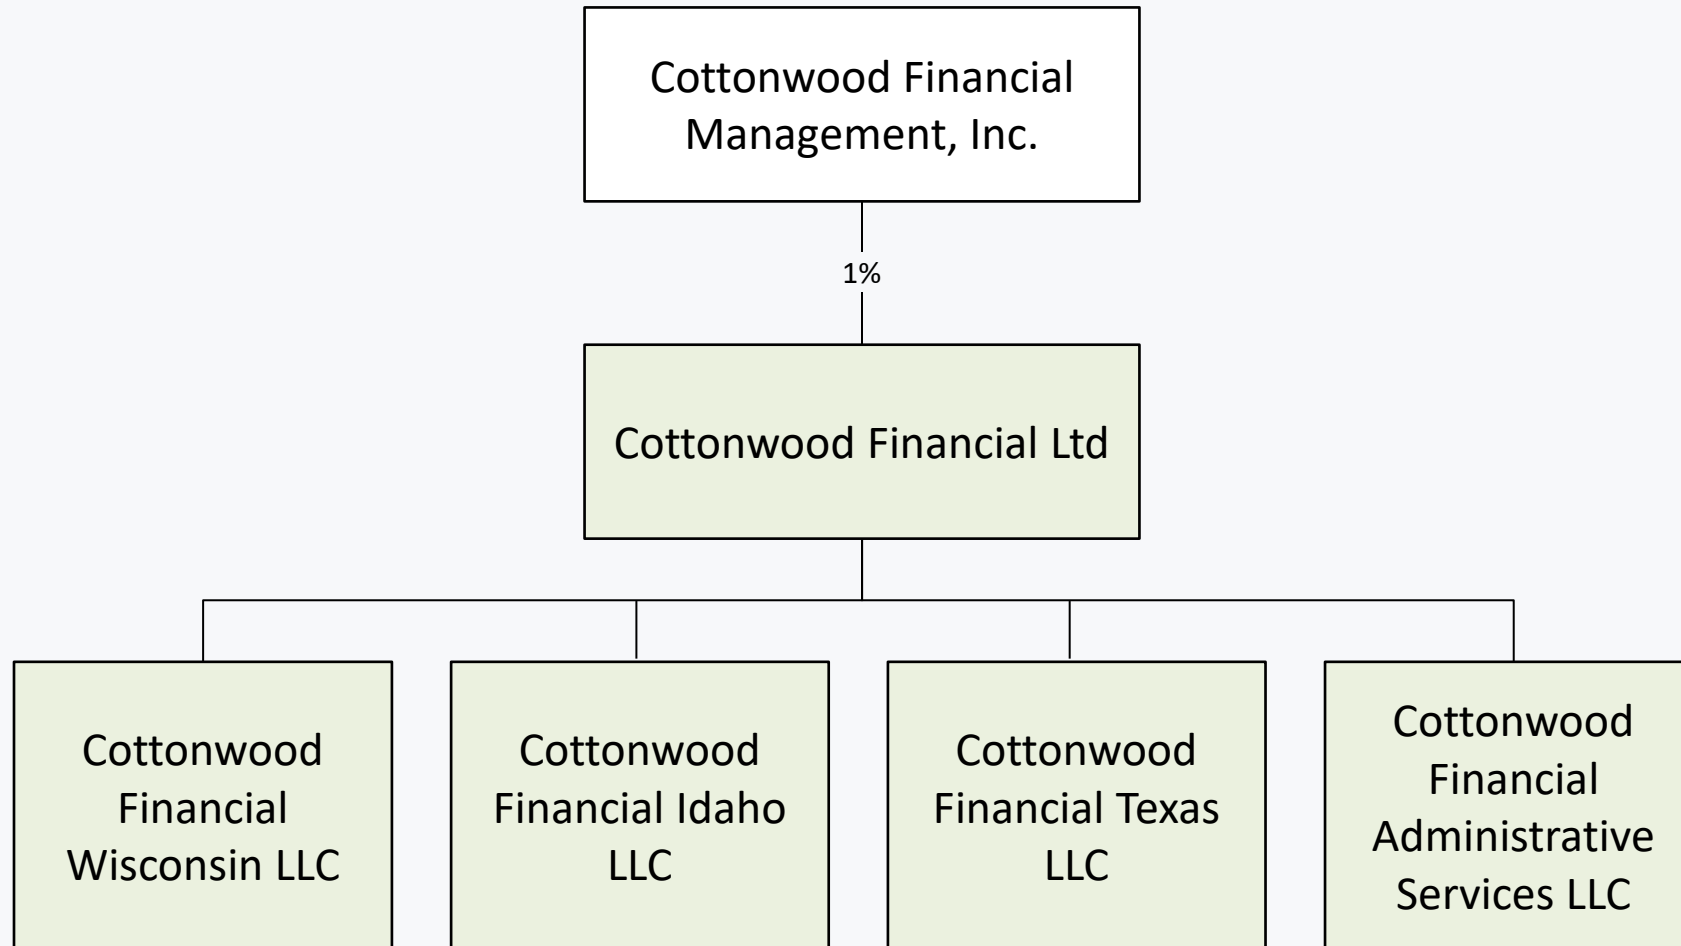 Cottonwood Financial
Management, Inc.
1%
Cottonwood Financial Ltd
Cottonwood
Financial
Wisconsin LLC
Cottonwood
Financial Idaho
LLC
Cottonwood
Financial Texas
LLC
Cottonwood
Financial
Administrative
Services LLC